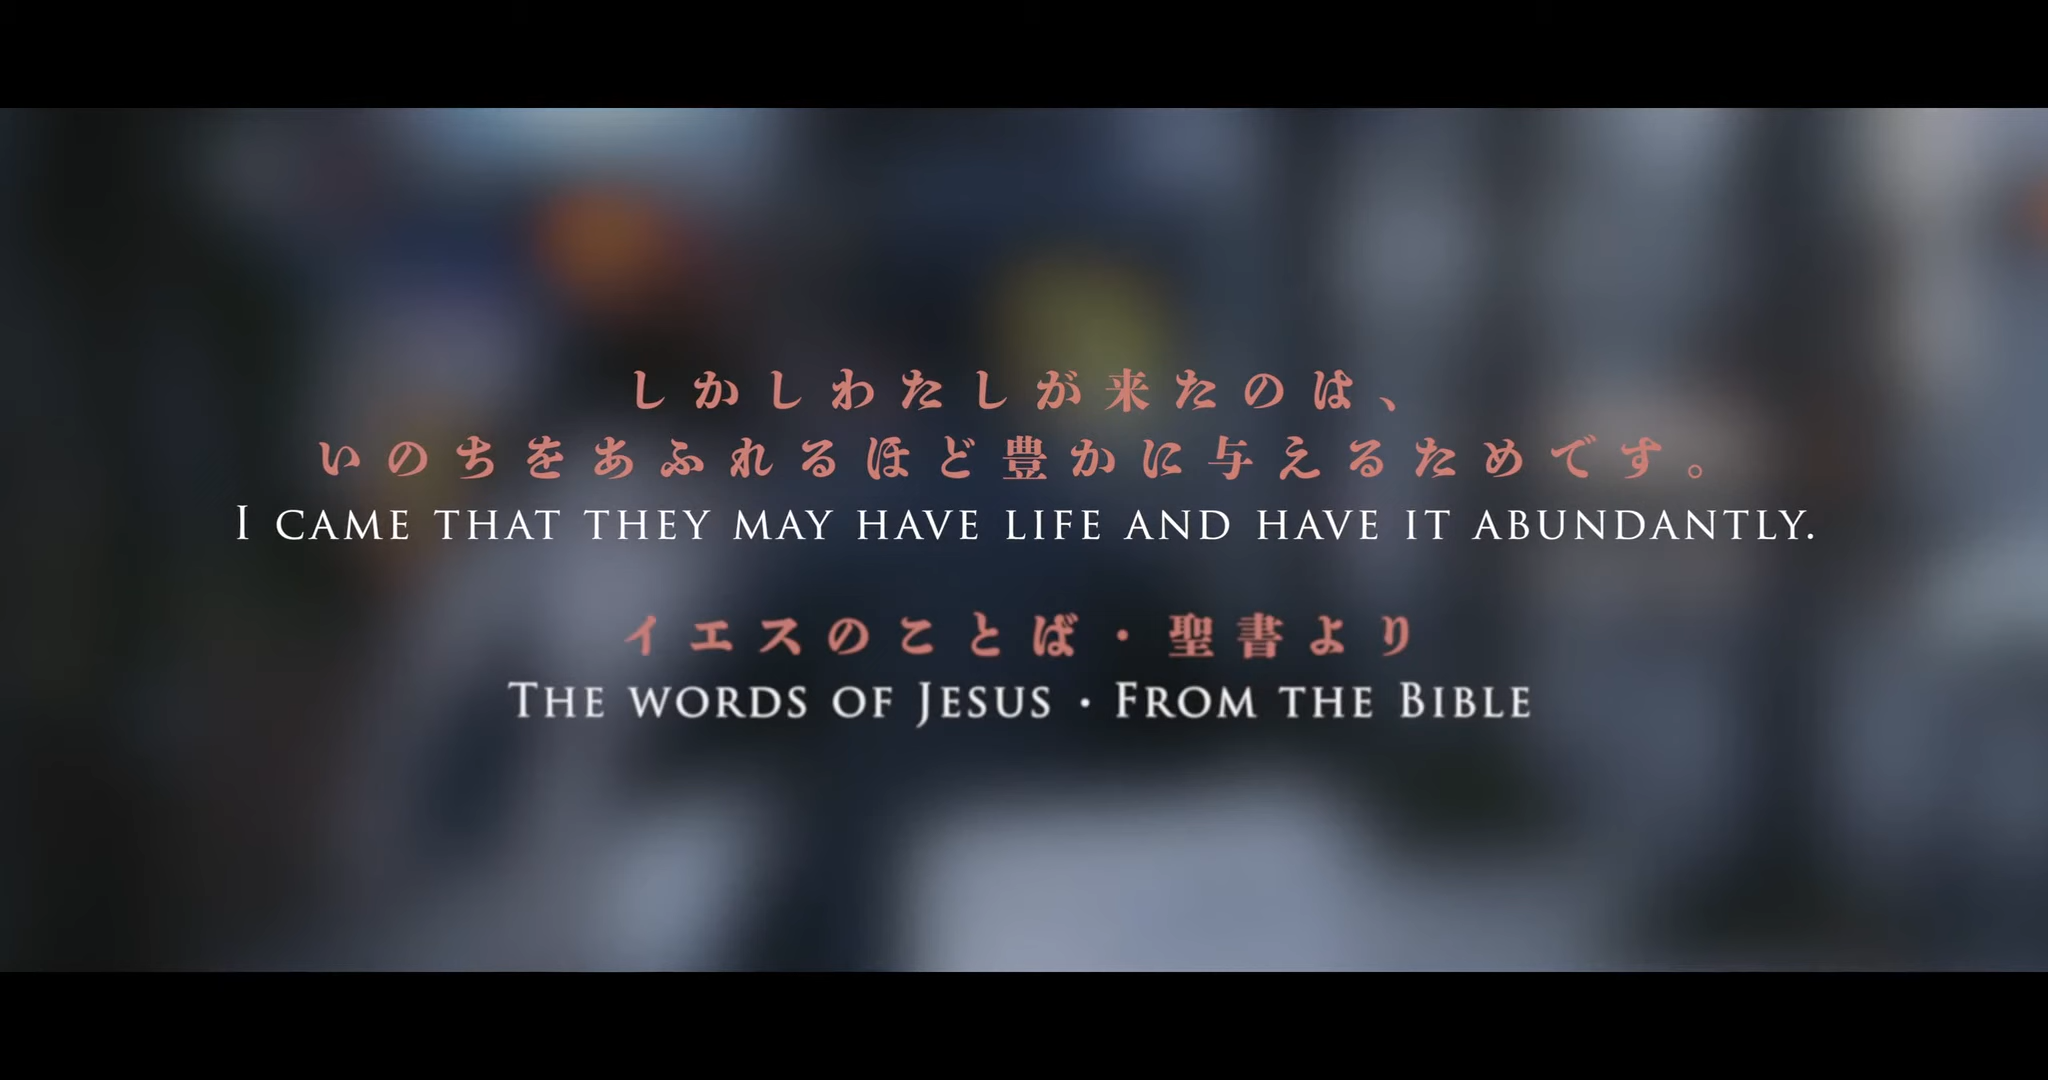 しかしわたしが来たのは、
いのちをあふれるほど豊かに与えるためです。
I CAME THAT THEY MAY HAVE LIFE AND HAVE IT ABUNDANTLY.
イエスのことば・聖書より
THE WORDS OF JESUS・FROM THE BIBLE